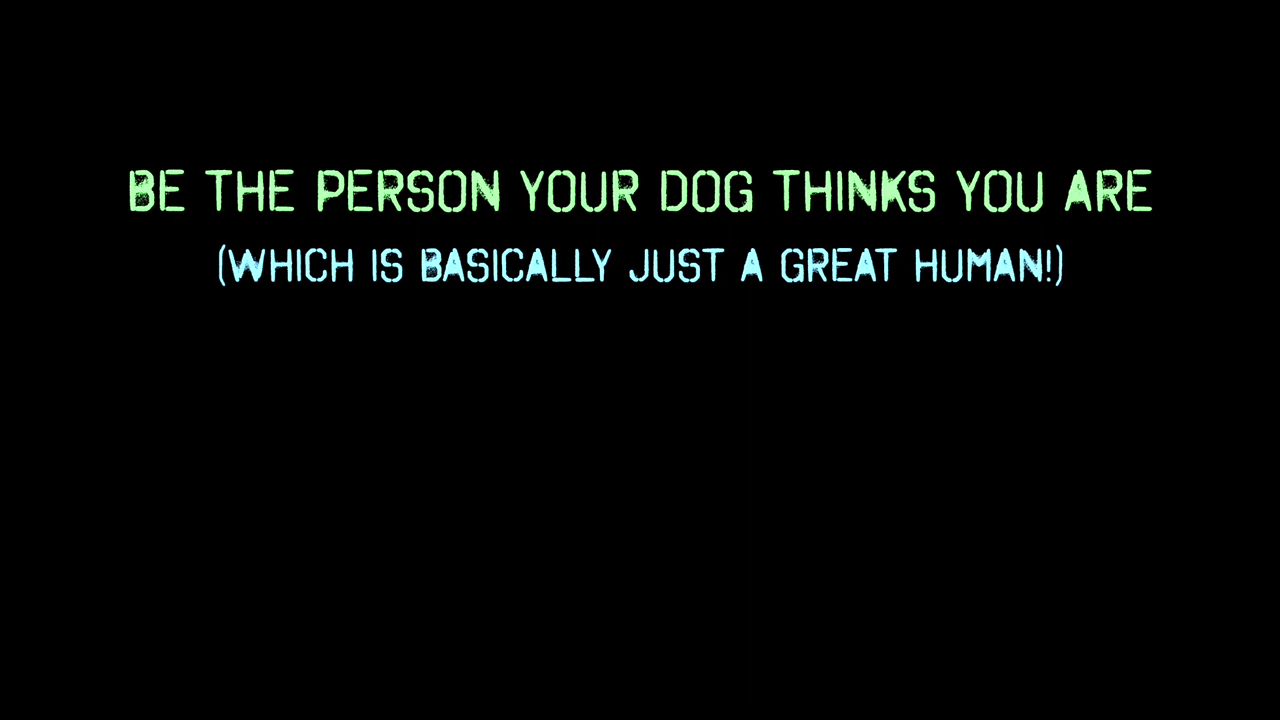 BE THE PERSON YOUR DOG THINKS YOU ARE
(WHICH IS BASICALLY JUST A GREAT HUMAN!)